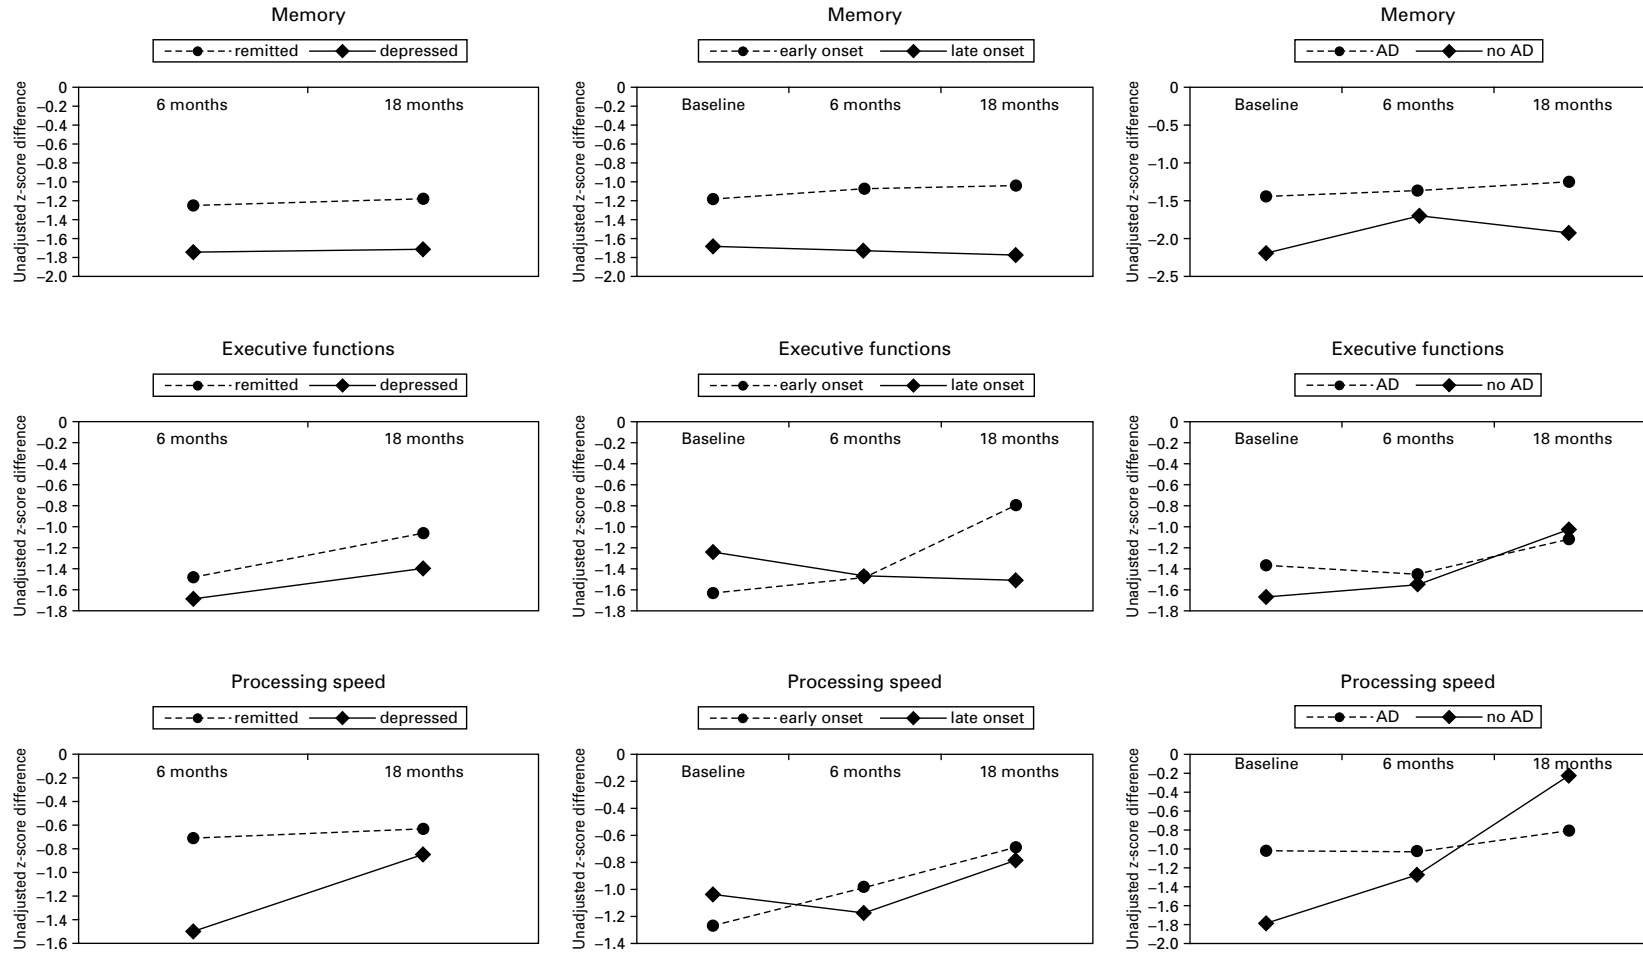 Memory
remitted depressed
Unadjusted z-score difference
0
–0.2
–0.4
–0.6
–0.8
–1.0
–1.2
–1.4
–1.6
–1.8
–2.0
6 months 18 months
Memory
early onset late onset
Unadjusted z-score difference
0
–0.2
–0.4
–0.6
–0.8
–1.0
–1.2
–1.4
–1.6
–1.8
–2.0
Baseline 6 months 18 months
Memory
AD no AD
Unadjusted z-score difference
0
–0.5
–1.0
–1.5
–2.0
–2.5
Baseline 6 months 18 months
Executive functions
remitted depressed
Unadjusted z-score difference
0
–0.2
–0.4
–0.6
–0.8
–1.0
–1.2
–1.4
–1.6
–1.8
6 months 18 months
Executive functions
early onset late onset
Unadjusted z-score difference
0
–0.2
–0.4
–0.6
–0.8
–1.0
–1.2
–1.4
–1.6
–1.8
Baseline 6 months 18 months
Executive functions
AD no AD
Unadjusted z-score difference
0
–0.2
–0.4
–0.6
–0.8
–1.0
–1.2
–1.4
–1.6
–1.8
Baseline 6 months 18 months
Processing speed
remitted depressed
Unadjusted z-score difference
0
–0.2
–0.4
–0.6
–0.8
–1.0
–1.2
–1.4
–1.6
6 months 18 months
Processing speed
early onset late onset
Unadjusted z-score difference
0
–0.2
–0.4
–0.6
–0.8
–1.0
–1.2
–1.4
Baseline 6 months 18 months
Processing speed
AD no AD
Unadjusted z-score difference
0
–0.2
–0.4
–0.6
–0.8
–1.0
–1.2
–1.4
–1.6
–1.8
–2.0
Baseline 6 months 18 months